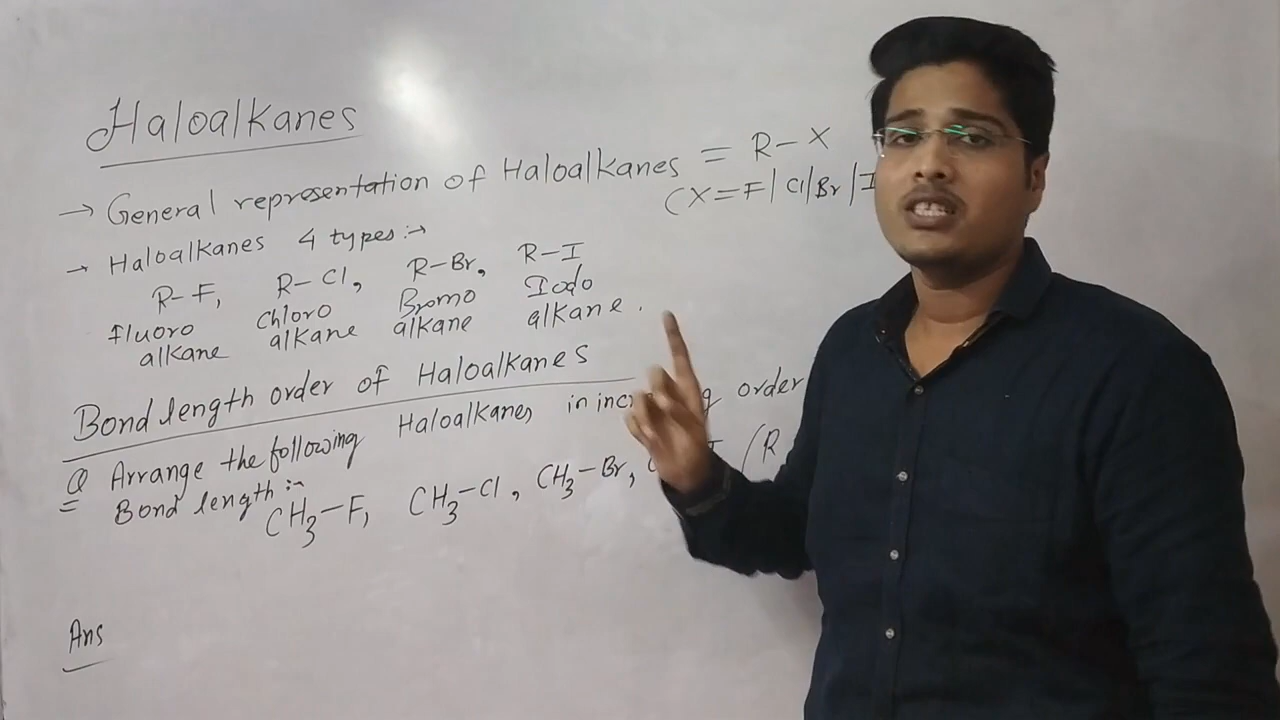 Haloalkanes
→ General representation of Haloalkanes = R-X
(X=F/Cl/Br/I
→ Haloalkanes 4 types:→
R-F, R-Cl, R-Br, R-I
fluoro chloro Bromo Iodo
alkane alkane alkane alkane.
Bond length order of Haloalkanes
Q Arrange the following Haloalkanes in order
Bond length:-
CH3-F, CH3-Cl, CH3-Br, (R
Ans